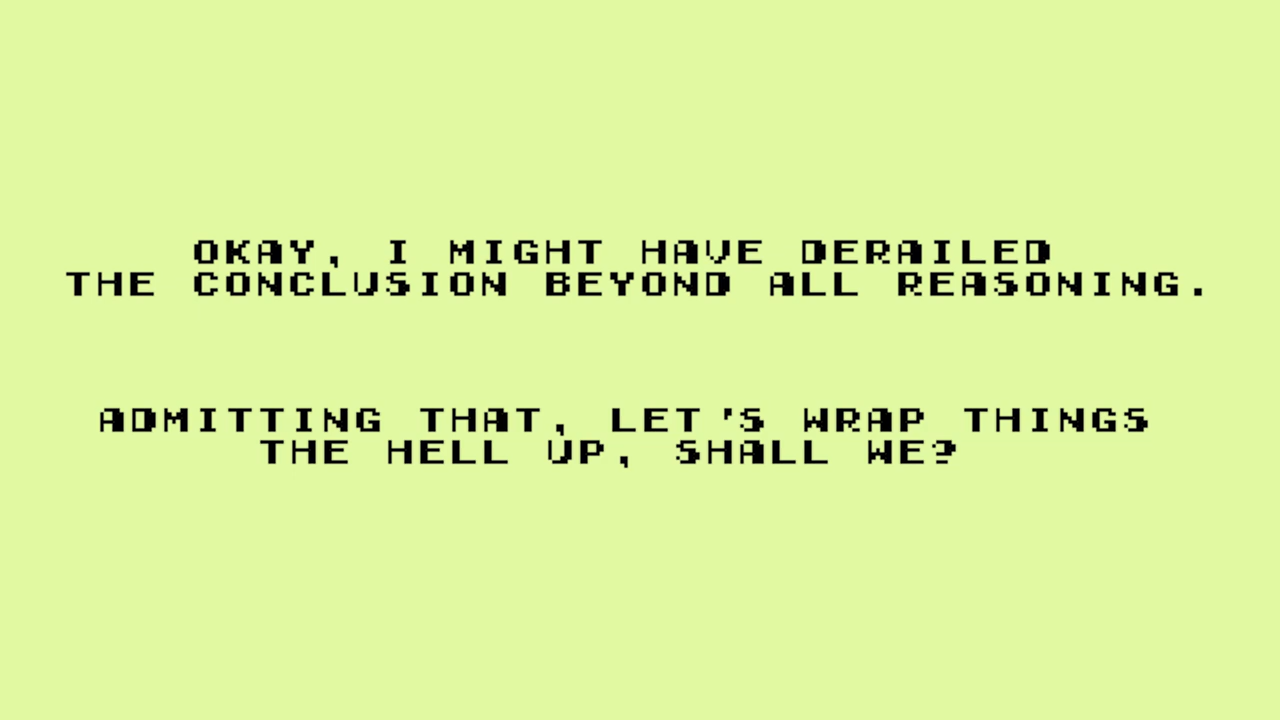 OKAY, I MIGHT HAVE DERAILED
THE CONCLUSION BEYOND ALL REASONING.
ADMITTING THAT, LET'S WRAP THINGS
THE HELL UP, SHALL WE?